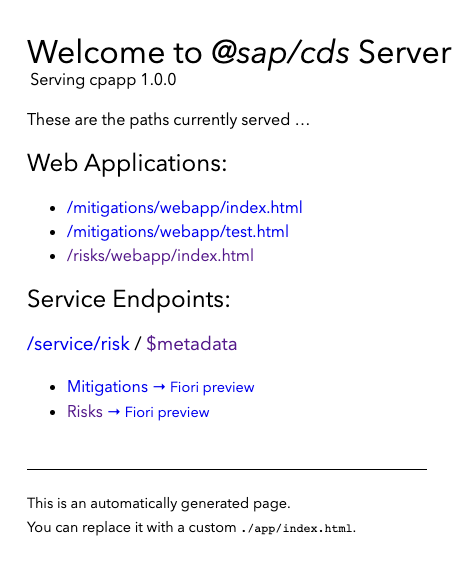 Welcome to @sap/cds Server
Serving cpapp 1.0.0
These are the paths currently served …
Web Applications:
• /mitigations/webapp/index.html
• /mitigations/webapp/test.html
• /risks/webapp/index.html
Service Endpoints:
/service/risk / $metadata
• Mitigations → Fiori preview
• Risks → Fiori preview
This is an automatically generated page.
You can replace it with a custom ./app/index.html.